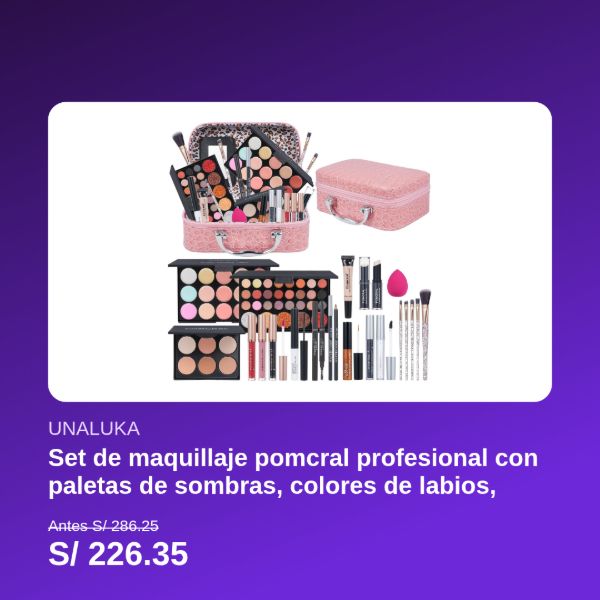 UNALUKA
Set de maquillaje pomcral profesional con
paletas de sombras, colores de labios,
Antes S/ 286.25
S/ 226.35